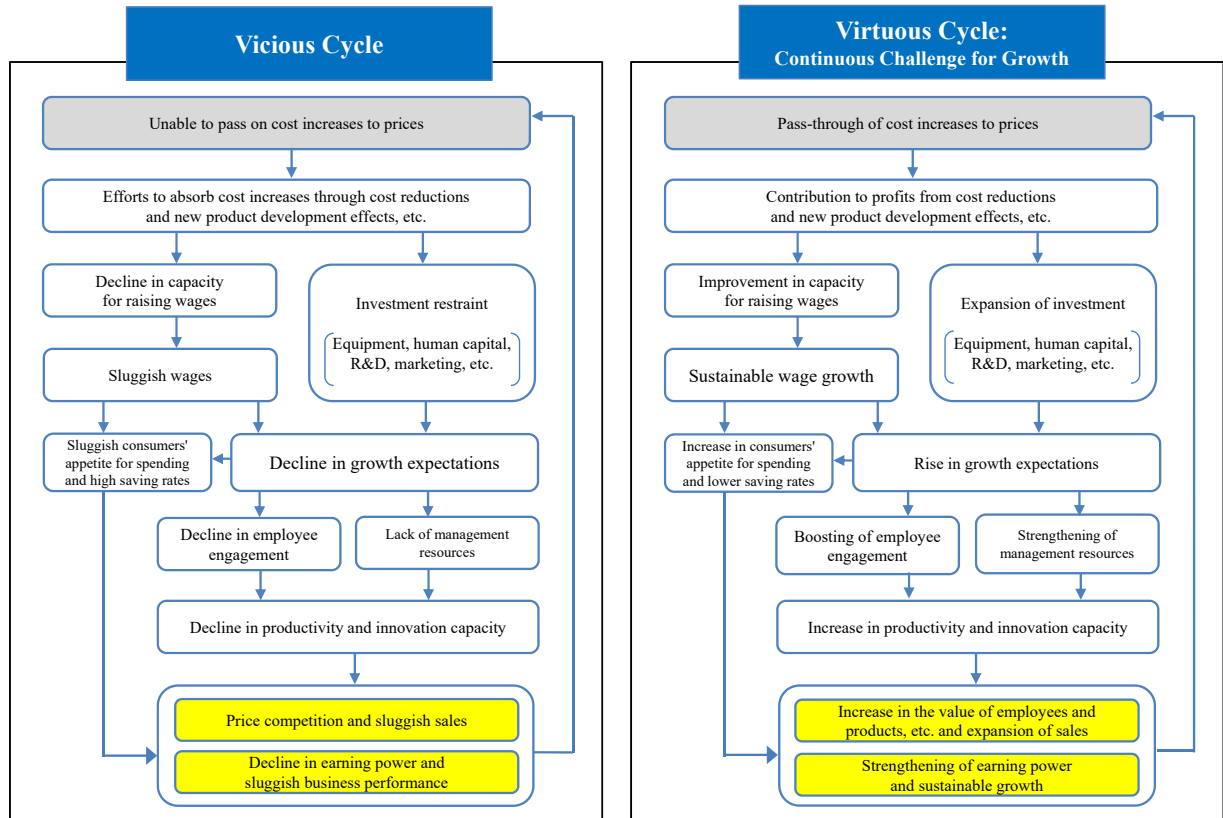 Vicious Cycle
Unable to pass on cost increases to prices
Efforts to absorb cost increases through cost reductions
and new product development effects, etc.
Decline in capacity
for raising wages
Investment restraint
Equipment, human capital,
R&D, marketing, etc.
Sluggish wages
Sluggish consumers'
appetite for spending
and high saving rates
Decline in growth expectations
Decline in employee
engagement
Lack of management
resources
Decline in productivity and innovation capacity
Price competition and sluggish sales
Decline in earning power and
sluggish business performance
Virtuous Cycle:
Continuous Challenge for Growth
Pass-through of cost increases to prices
Contribution to profits from cost reductions
and new product development effects, etc.
Improvement in capacity
for raising wages
Expansion of investment
Equipment, human capital,
R&D, marketing, etc.
Sustainable wage growth
Increase in consumers'
appetite for spending
and lower saving rates
Rise in growth expectations
Boosting of employee
engagement
Strengthening of
management resources
Increase in productivity and innovation capacity
Increase in the value of employees and
products, etc. and expansion of sales
Strengthening of earning power
and sustainable growth